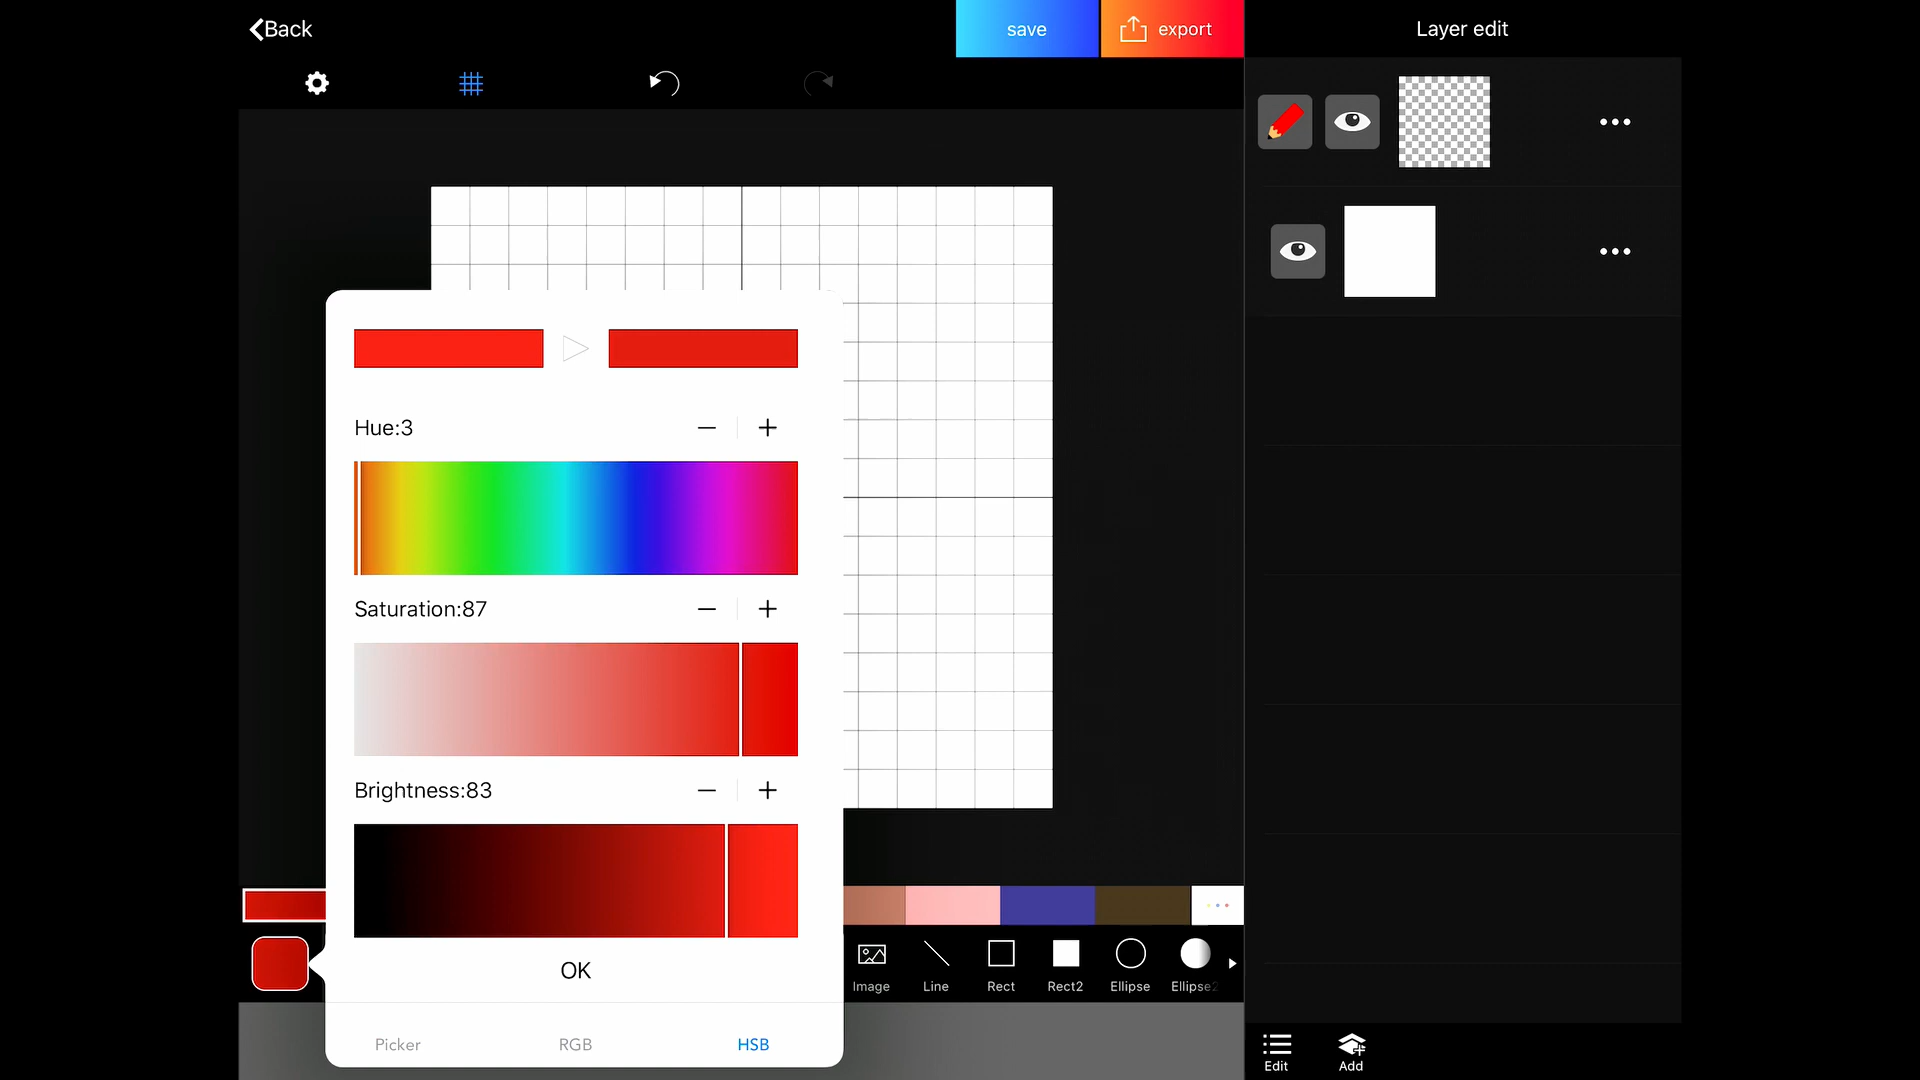 Back
save
export
Layer edit
Hue:3
Saturation:87
Brightness:83
OK
Image
Line
Rect
Rect2
Ellipse
Ellipse2
Picker
RGB
HSB
Edit
Add